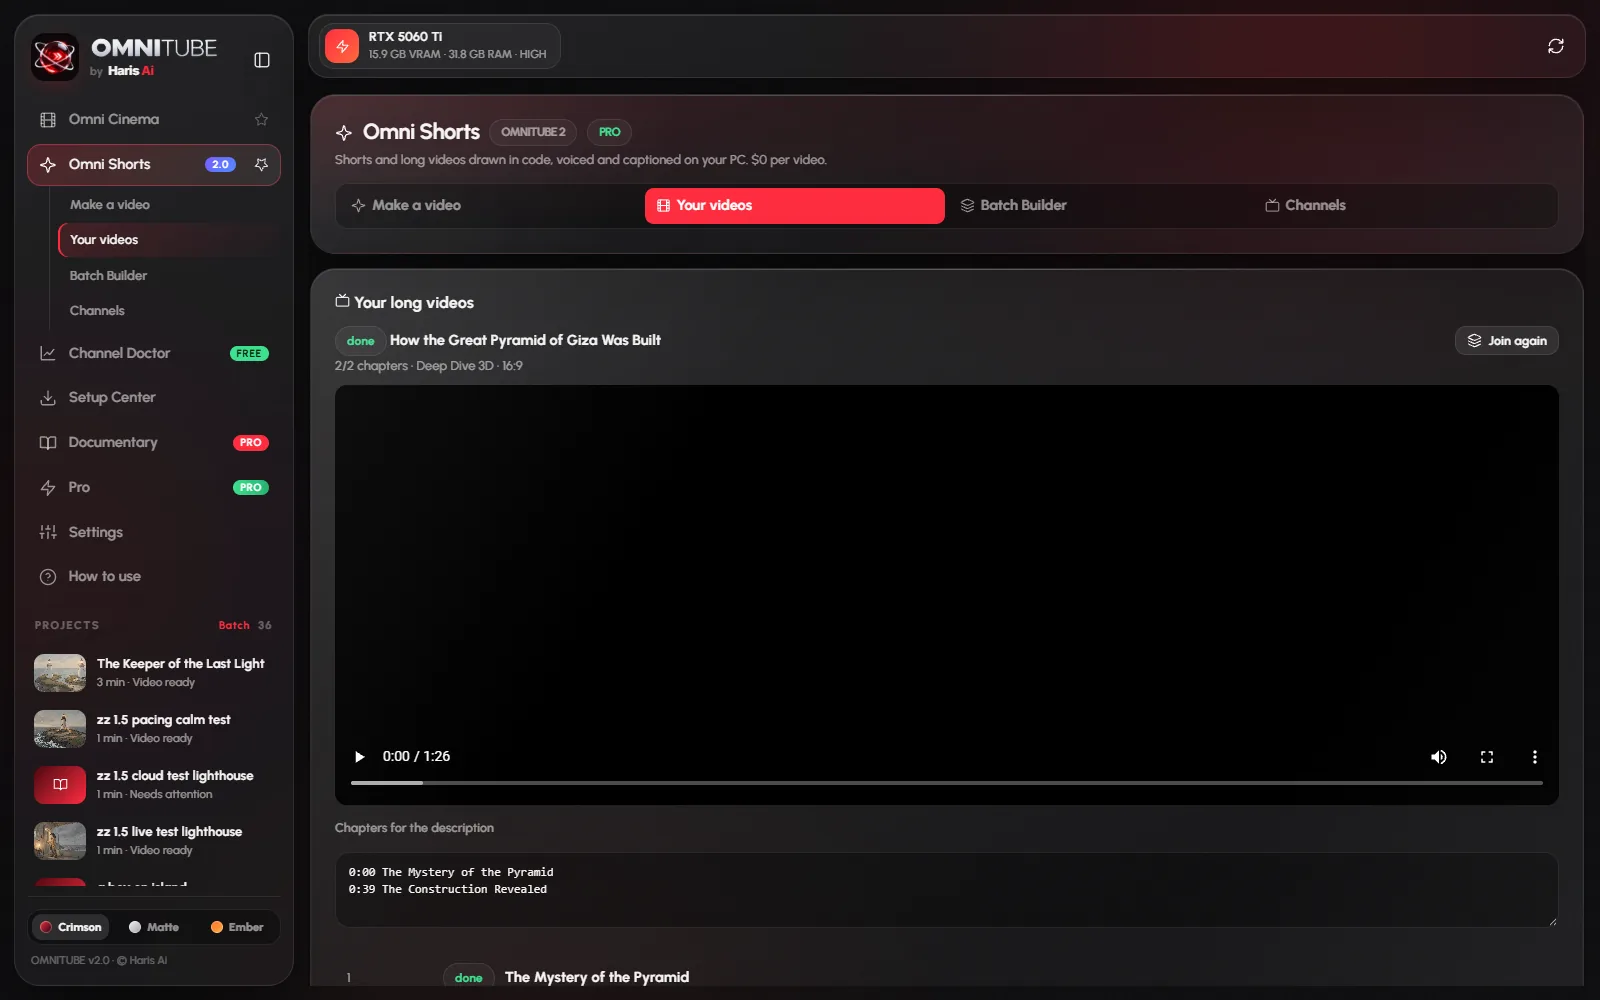 OMNITUBE
by Haris Ai
Omni Cinema
Omni Shorts 2.0
Make a video
Your videos
Batch Builder
Channels
Channel Doctor FREE
Setup Center
Documentary PRO
Pro PRO
Settings
How to use
PROJECTS Batch 36
The Keeper of the Last Light
3 min · Video ready
zz 1.5 pacing calm test
1 min · Video ready
zz 1.5 cloud test lighthouse
1 min · Needs attention
zz 1.5 live test lighthouse
1 min · Video ready
Crimson Matte Ember
OMNITUBE v2.0 · © Haris Ai
RTX 5060 Ti
15.9 GB VRAM · 31.8 GB RAM · HIGH
Omni Shorts OMNITUBE 2 PRO
Shorts and long videos drawn in code, voiced and captioned on your PC. $0 per video.
Make a video Your videos Batch Builder Channels
Your long videos
done How the Great Pyramid of Giza Was Built Join again
2/2 chapters · Deep Dive 3D · 16:9
0:00 / 1:26
Chapters for the description
0:00 The Mystery of the Pyramid
0:39 The Construction Revealed
1 done The Mystery of the Pyramid